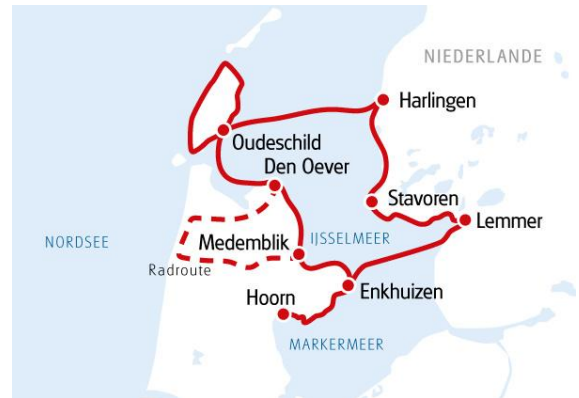 NIEDERLANDE
Harlingen
Oudeschild
Den Oever
Stavoren
Lemmer
NORDSEE
Medemblik
IJSSELMEER
Radroute
Enkhuizen
Hoorn
MARKERMEER